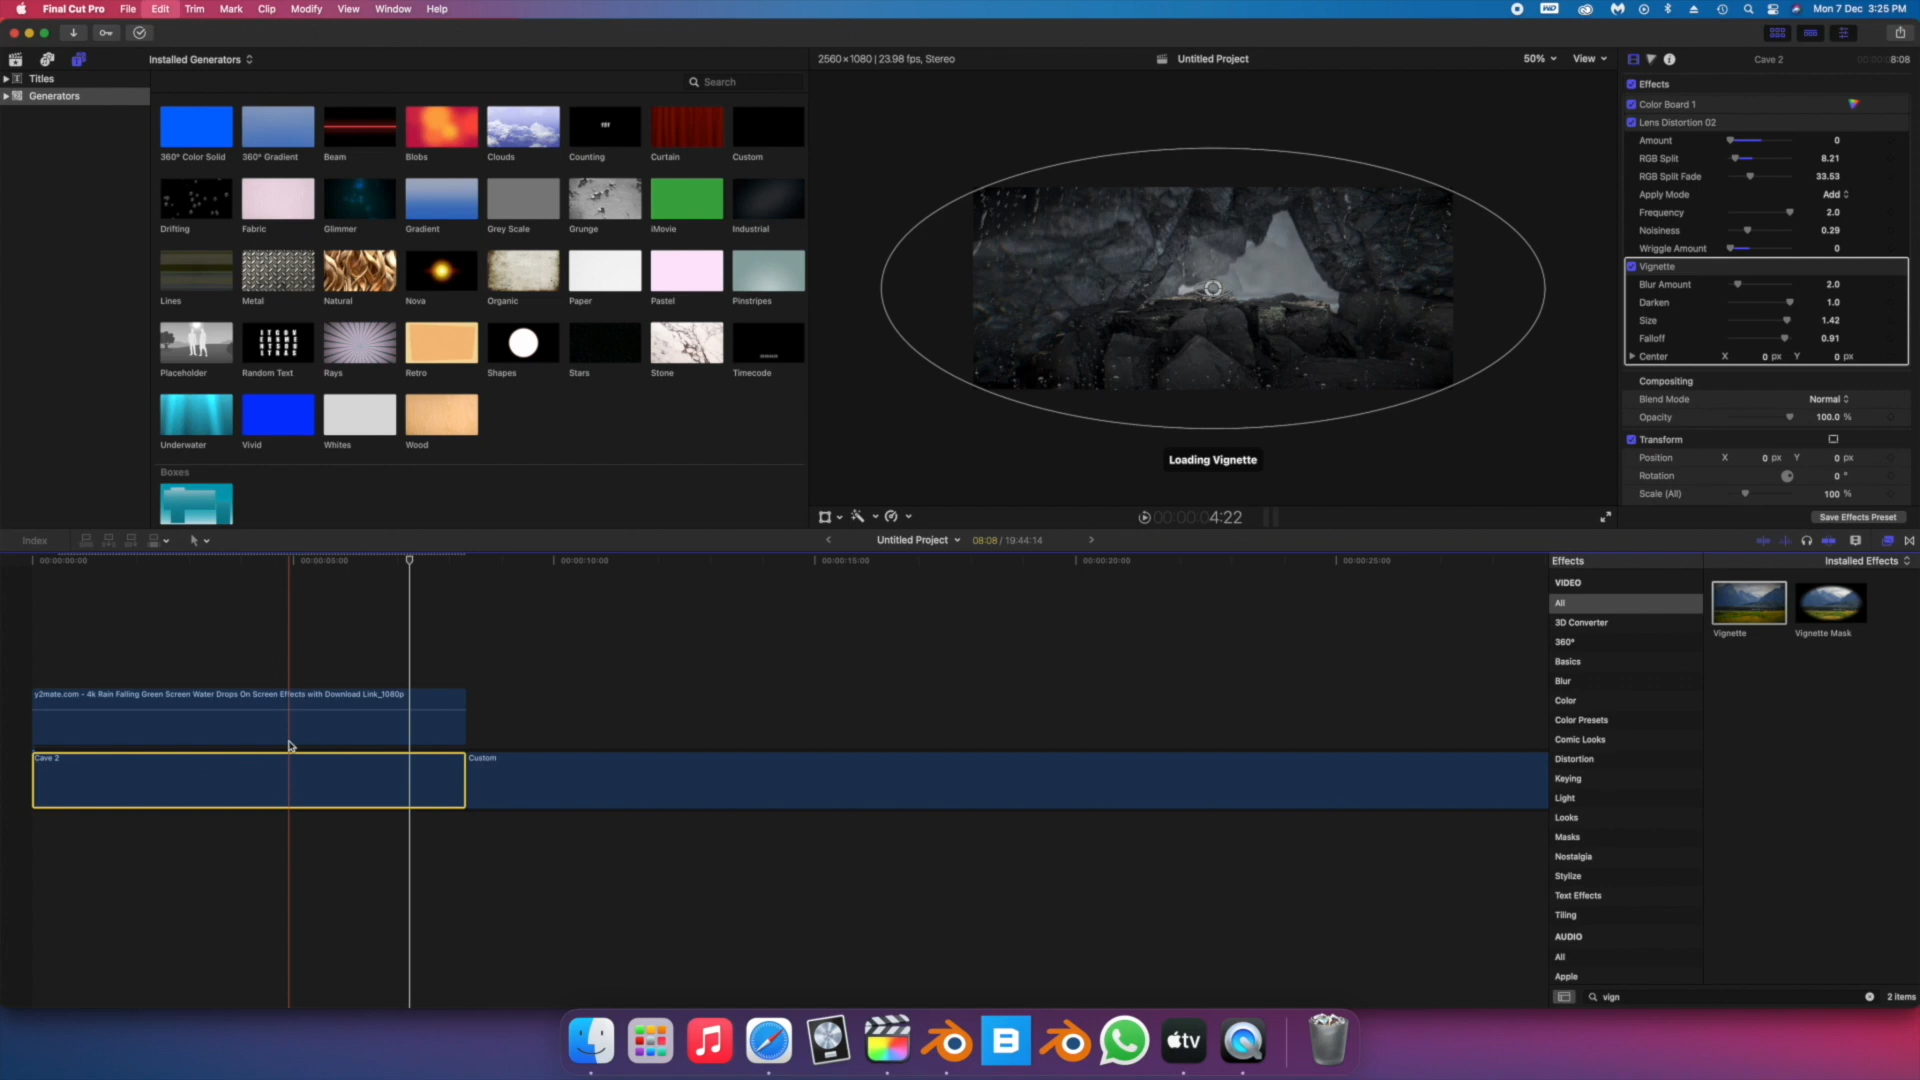 Final Cut Pro File Edit Trim Mark Clip Modify View Window Help
Mon 7 Dec 3:25 PM
Installed Generators
2560×1080 | 23.98 fps, Stereo
Untitled Project
50%
View
Cave 2
8:08
Titles
Generators
Search
360° Color Solid
360° Gradient
Beam
Blobs
Clouds
Counting
Curtain
Custom
Drifting
Fabric
Glimmer
Gradient
Grey Scale
Grunge
iMovie
Industrial
Lines
Metal
Natural
Nova
Organic
Paper
Pastel
Pinstripes
Placeholder
Random Text
Rays
Retro
Shapes
Stars
Stone
Timecode
Underwater
Vivid
Whites
Wood
Boxes
Loading Vignette
4:22
Effects
Color Board 1
Lens Distortion 02
Amount 0
RGB Split 8.21
RGB Split Fade 33.53
Apply Mode Add
Frequency 2.0
Noisiness 0.29
Wriggle Amount 0
Vignette
Blur Amount 2.0
Darken 1.0
Size 1.42
Falloff 0.91
Center X 0 px Y 0 px
Compositing
Blend Mode Normal
Opacity 100.0 %
Transform
Position X 0 px Y 0 px
Rotation 0 °
Scale (All) 100 %
Save Effects Preset
Index
Untitled Project
08:08 / 19:44:14
00:00:00:00
00:00:05:00
00:00:10:00
00:00:15:00
00:00:20:00
00:00:25:00
y2mate.com - 4k Rain Falling Green Screen Water Drops On Screen Effects with Download Link_1080p
Cave 2
Custom
Effects
Installed Effects
VIDEO
All
3D Converter
360°
Basics
Blur
Color
Color Presets
Comic Looks
Distortion
Keying
Light
Looks
Masks
Nostalgia
Stylize
Text Effects
Tiling
AUDIO
All
Apple
Vignette
Vignette Mask
vign
2 items
tv